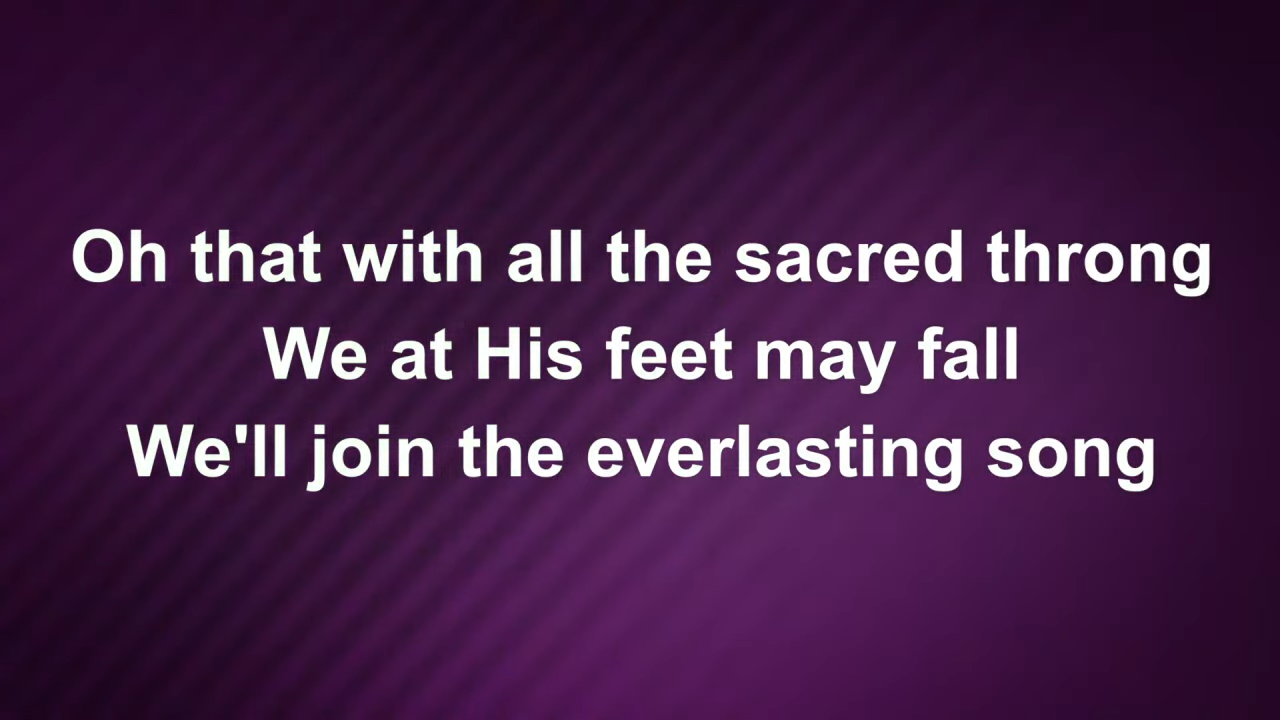 Oh that with all the sacred throng
We at His feet may fall
We'll join the everlasting song